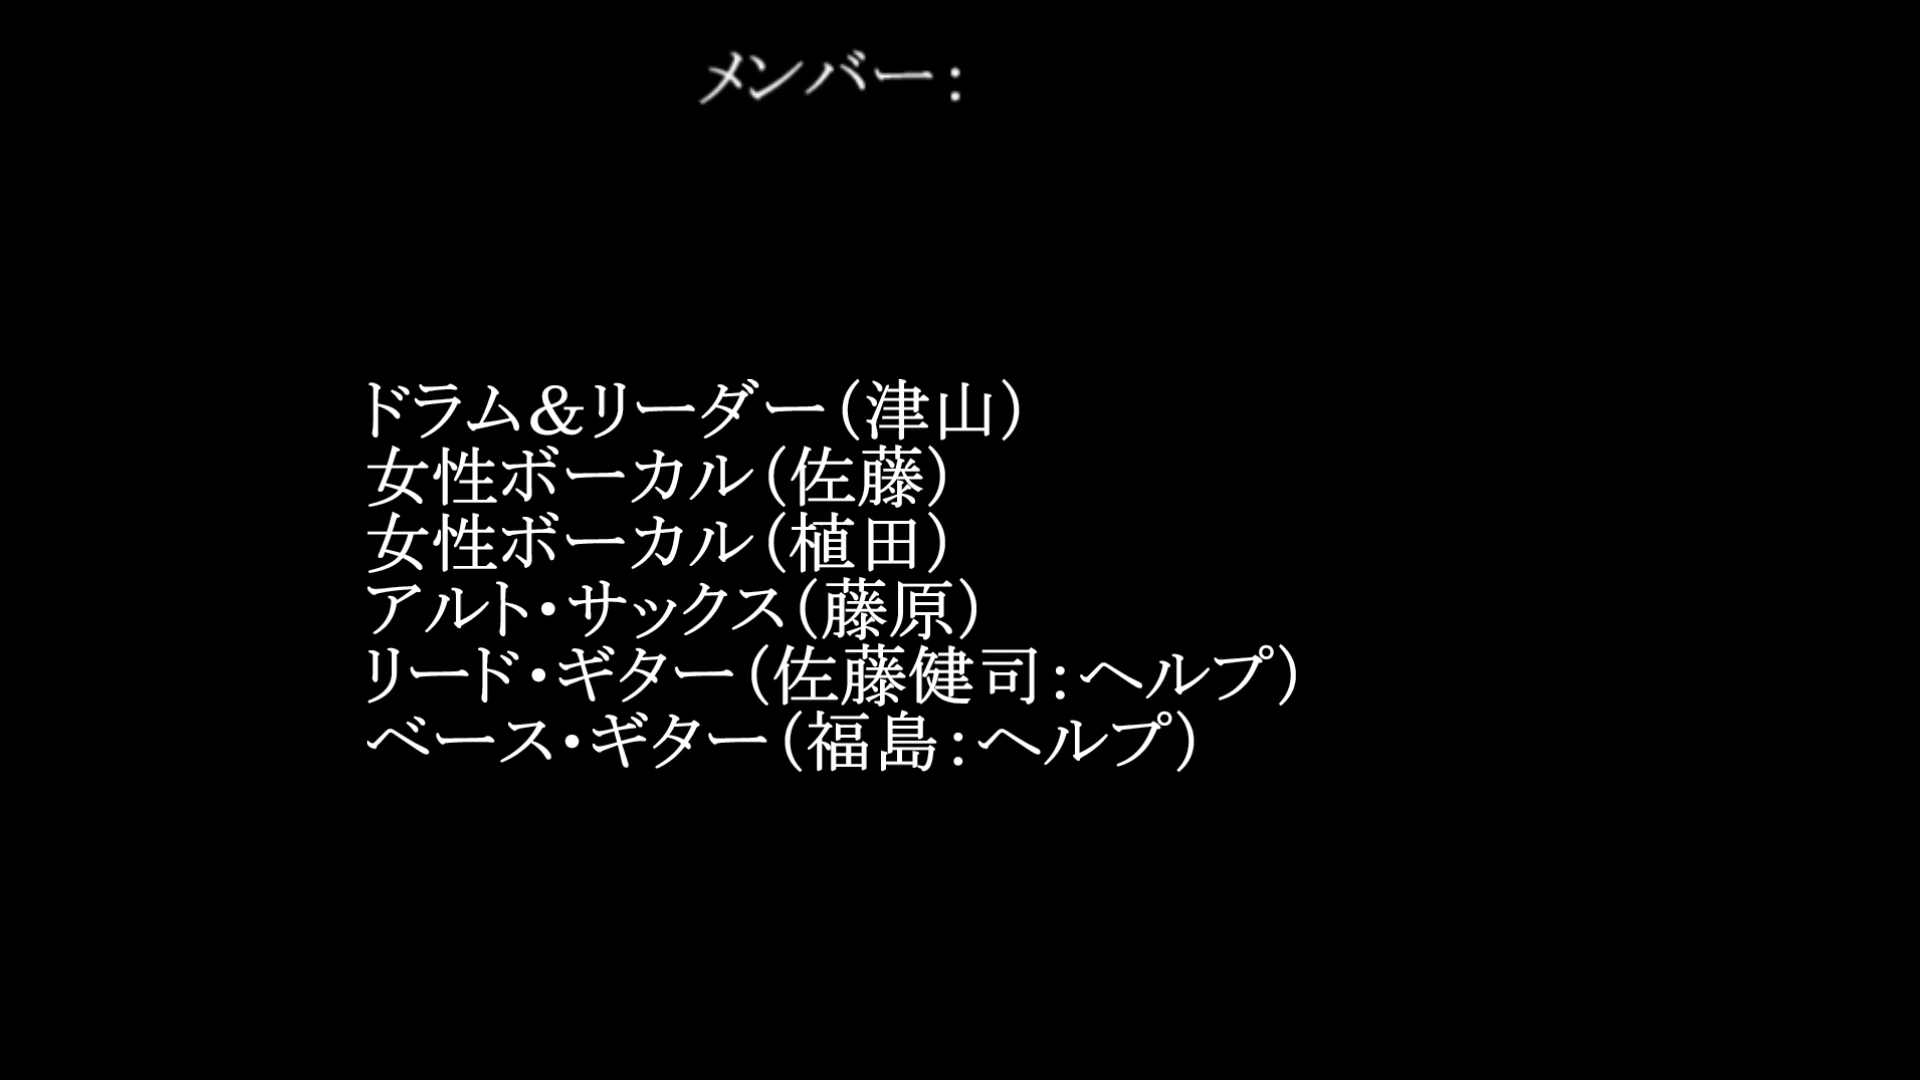 メンバー：
ドラム＆リーダー（津山）
女性ボーカル（佐藤）
女性ボーカル（植田）
アルト・サックス（藤原）
リード・ギター（佐藤健司：ヘルプ）
ベース・ギター（福島：ヘルプ）